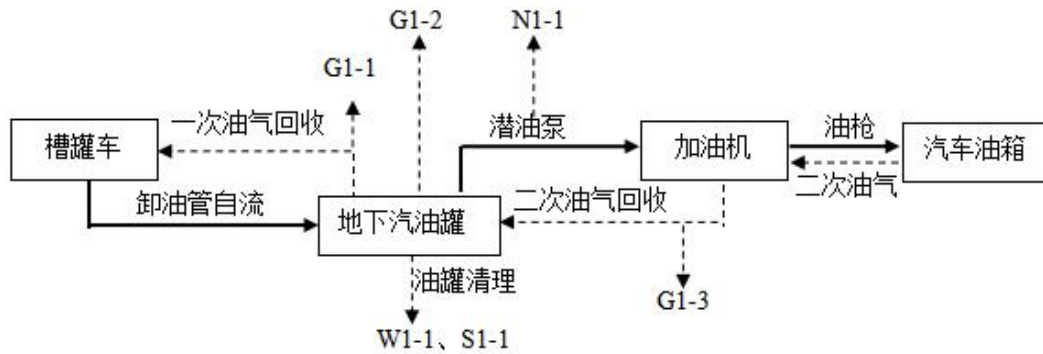 G1-2
N1-1
G1-1
一次油气回收
潜油泵
油枪
槽罐车
加油机
汽车油箱
二次油气
卸油管自流
地下汽油罐
二次油气回收
油罐清理
G1-3
W1-1、S1-1